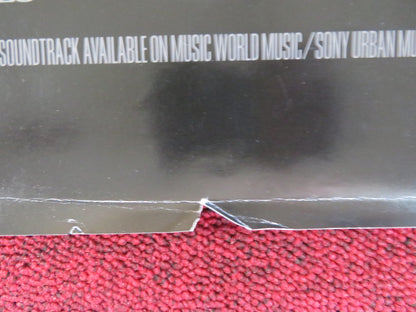 SOUNDTRACK AVAILABLE ON MUSIC WORLD MUSIC/SONY URBAN MU